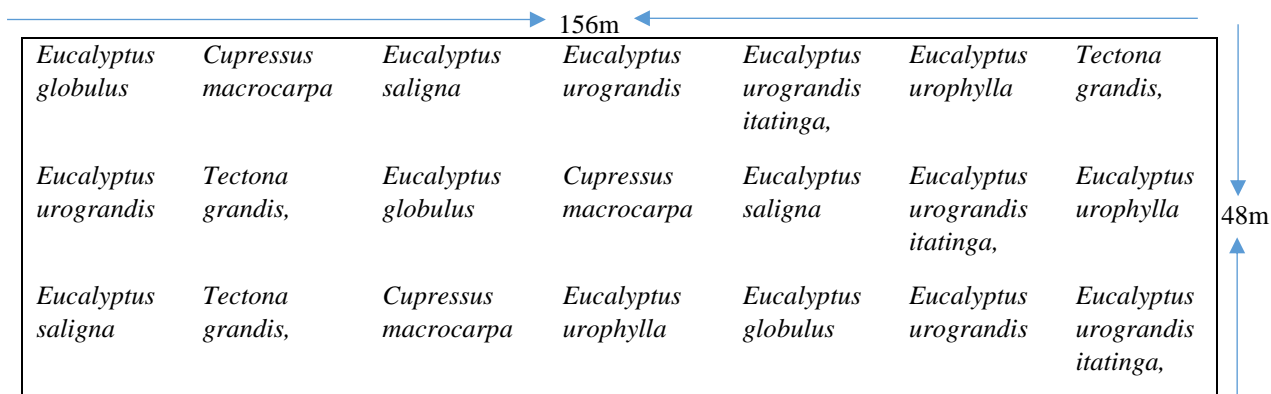 156m
Eucalyptus Cupressus Eucalyptus Eucalyptus Eucalyptus Eucalyptus Tectona
globulus macrocarpa saligna urograndis urograndis urophylla grandis,
itatinga,
Eucalyptus Tectona Eucalyptus Cupressus Eucalyptus Eucalyptus Eucalyptus
urograndis grandis, globulus macrocarpa saligna urograndis urophylla
48m
itatinga,
Eucalyptus Tectona Cupressus Eucalyptus Eucalyptus Eucalyptus Eucalyptus
saligna grandis, macrocarpa urophylla globulus urograndis urograndis
itatinga,